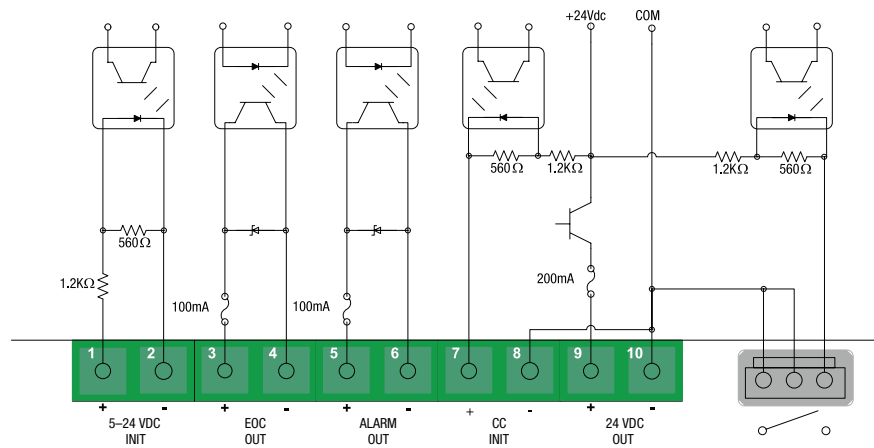 +24Vdc COM
560Ω 1.2KΩ 1.2KΩ 560Ω
560Ω
1.2KΩ
200mA
100mA 100mA
1 2 3 4 5 6 7 8 9 10
+ - + - + - + - + -
5–24 VDC EOC ALARM CC 24 VDC
INIT OUT OUT INIT OUT